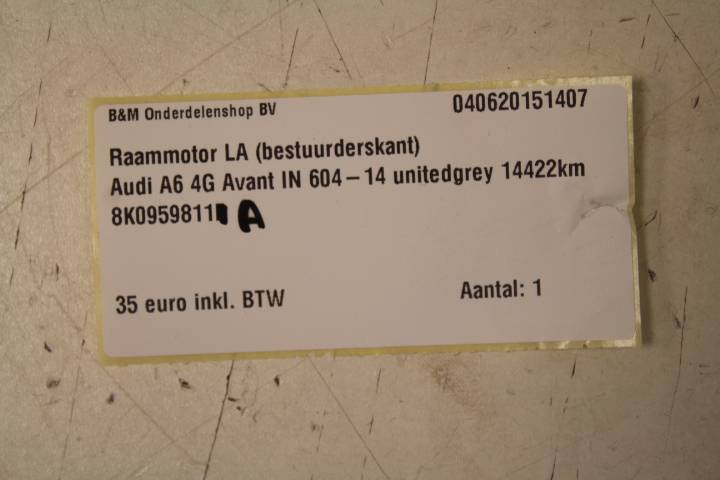 B&M Onderdelenshop BV
040620151407
Raammotor LA (bestuurderskant)
Audi A6 4G Avant IN 604-14 unitedgrey 14422km
8K0959811 A
35 euro inkl. BTW
Aantal: 1